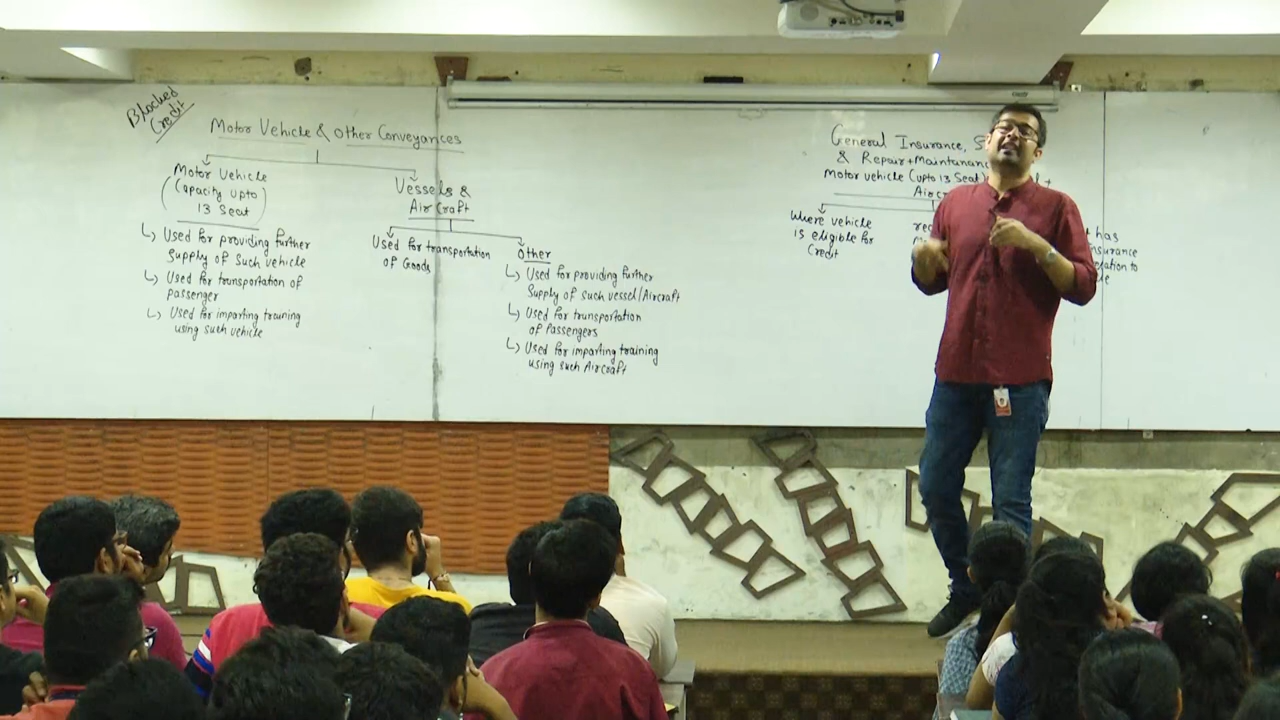 Blocked
Credit
Motor Vehicle & Other Conveyances
Motor Vehicle
(Capacity upto
13 Seat)
Used for providing further
Supply of such vehicle
Used for transportation of
passenger
Used for imparting training
using such vehicle
Vessels &
Aircraft
Used for transportation
of Goods
Other
Used for providing further
Supply of such vessel/Aircraft
Used for transportation
of Passengers
Used for imparting training
using such Aircraft
General Insurance,
& Repair + Maintenanc
Motor vehicle (upto 13 Seat) +
Where vehicle
is eligible for
Credit
has